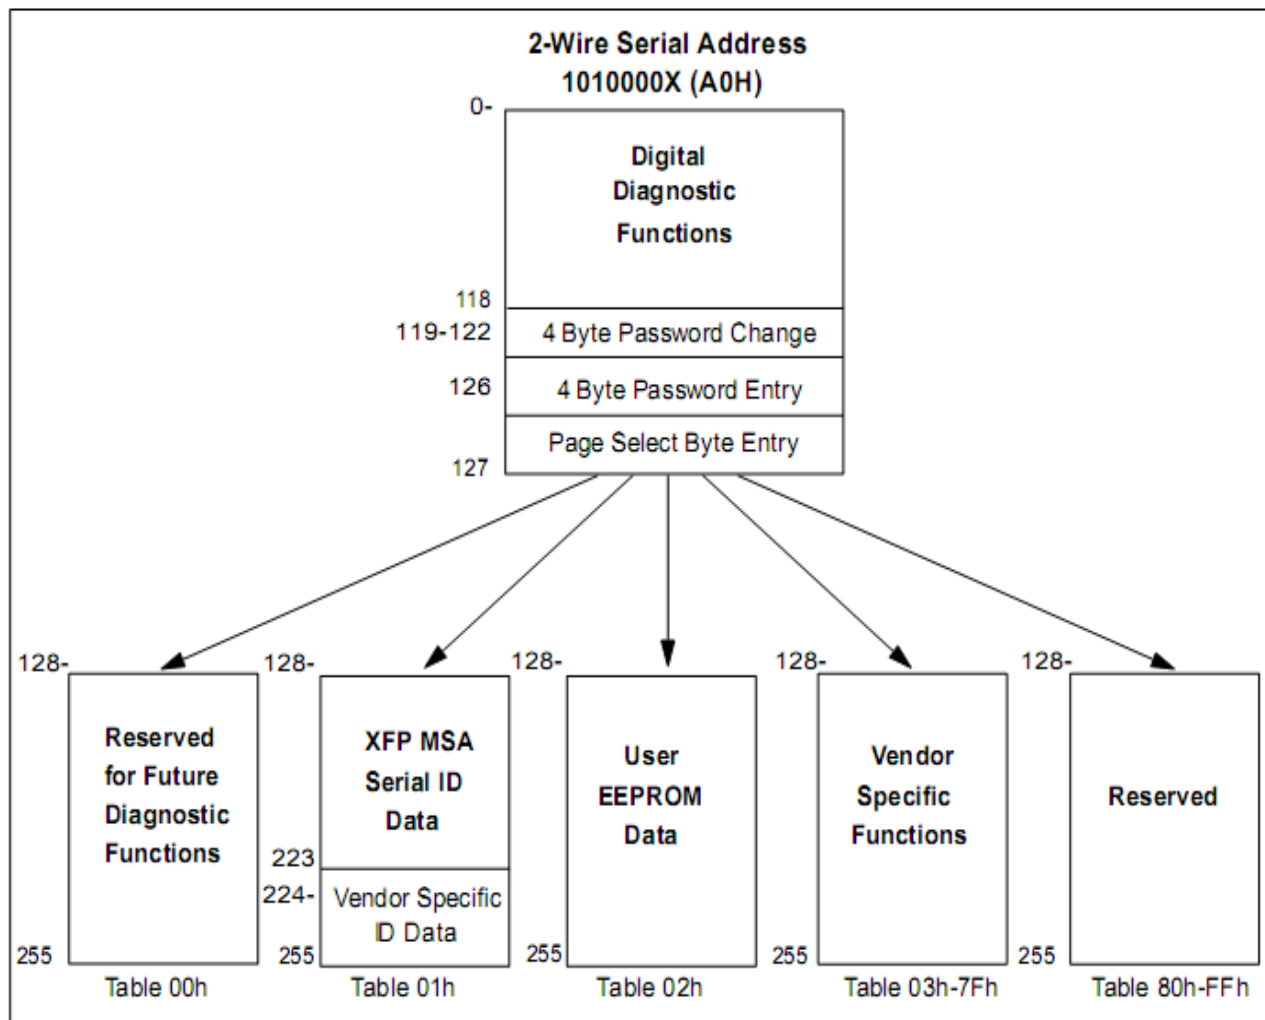 2-Wire Serial Address
1010000X (A0H)
0-
Digital
Diagnostic
Functions
118
119-122
4 Byte Password Change
126
4 Byte Password Entry
Page Select Byte Entry
127
128-
Reserved
for Future
Diagnostic
Functions
255
Table 00h
128-
XFP MSA
Serial ID
Data
223
224-
Vendor Specific
ID Data
255
Table 01h
128-
User
EEPROM
Data
255
Table 02h
128-
Vendor
Specific
Functions
255
Table 03h-7Fh
128-
Reserved
255
Table 80h-FFh